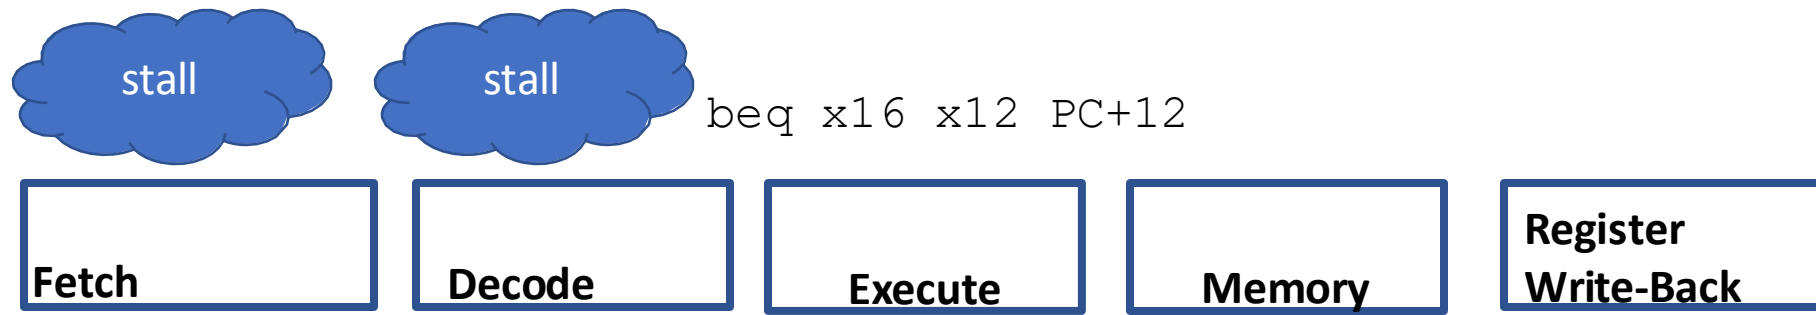 stall
stall
beq x16 x12 PC+12
Fetch
Decode
Execute
Memory
Register
Write-Back